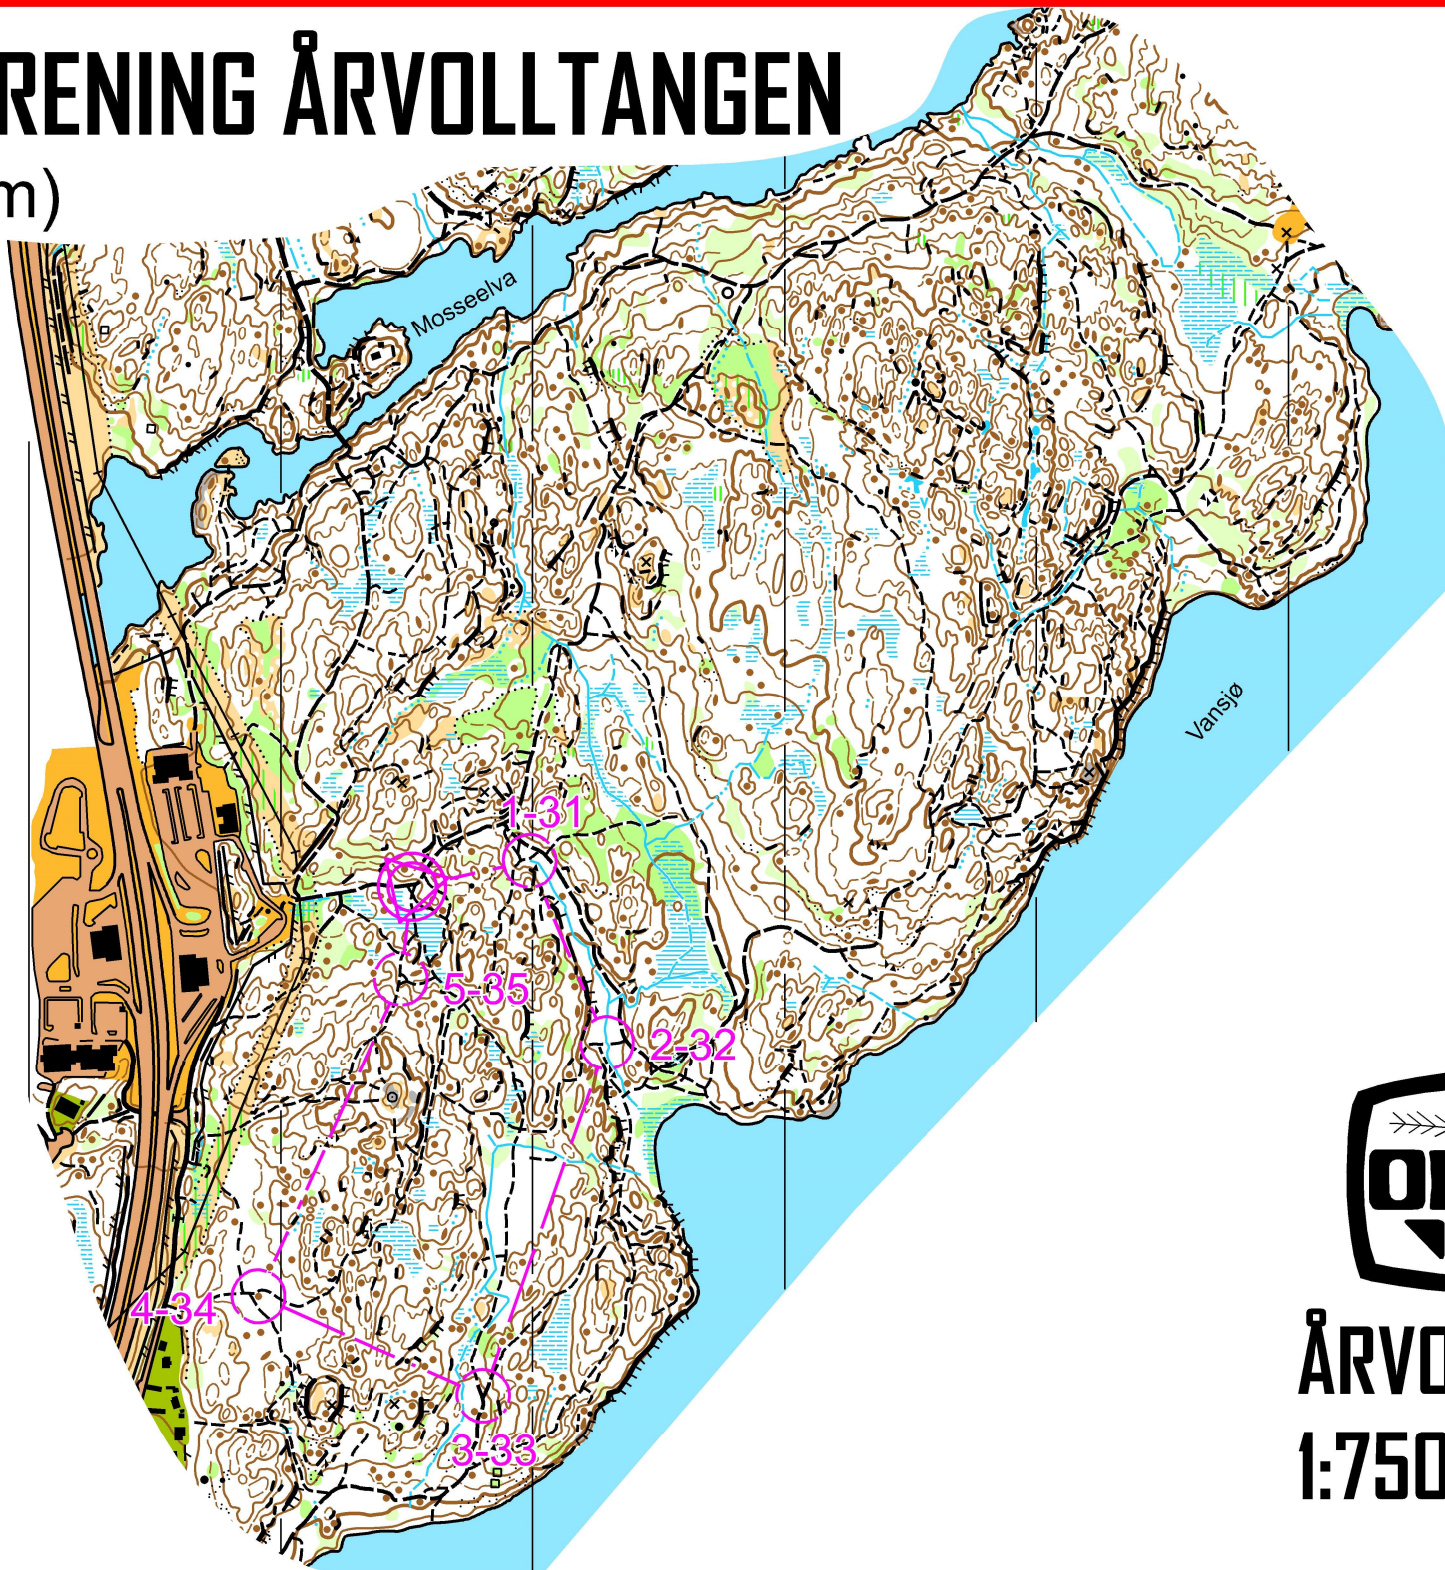 RENING ÅRVOLLTANGEN
m)
Mosseelva
Vansjø
1-31
5-35
2-32
4-34
3-33
ÅRVO
1:750